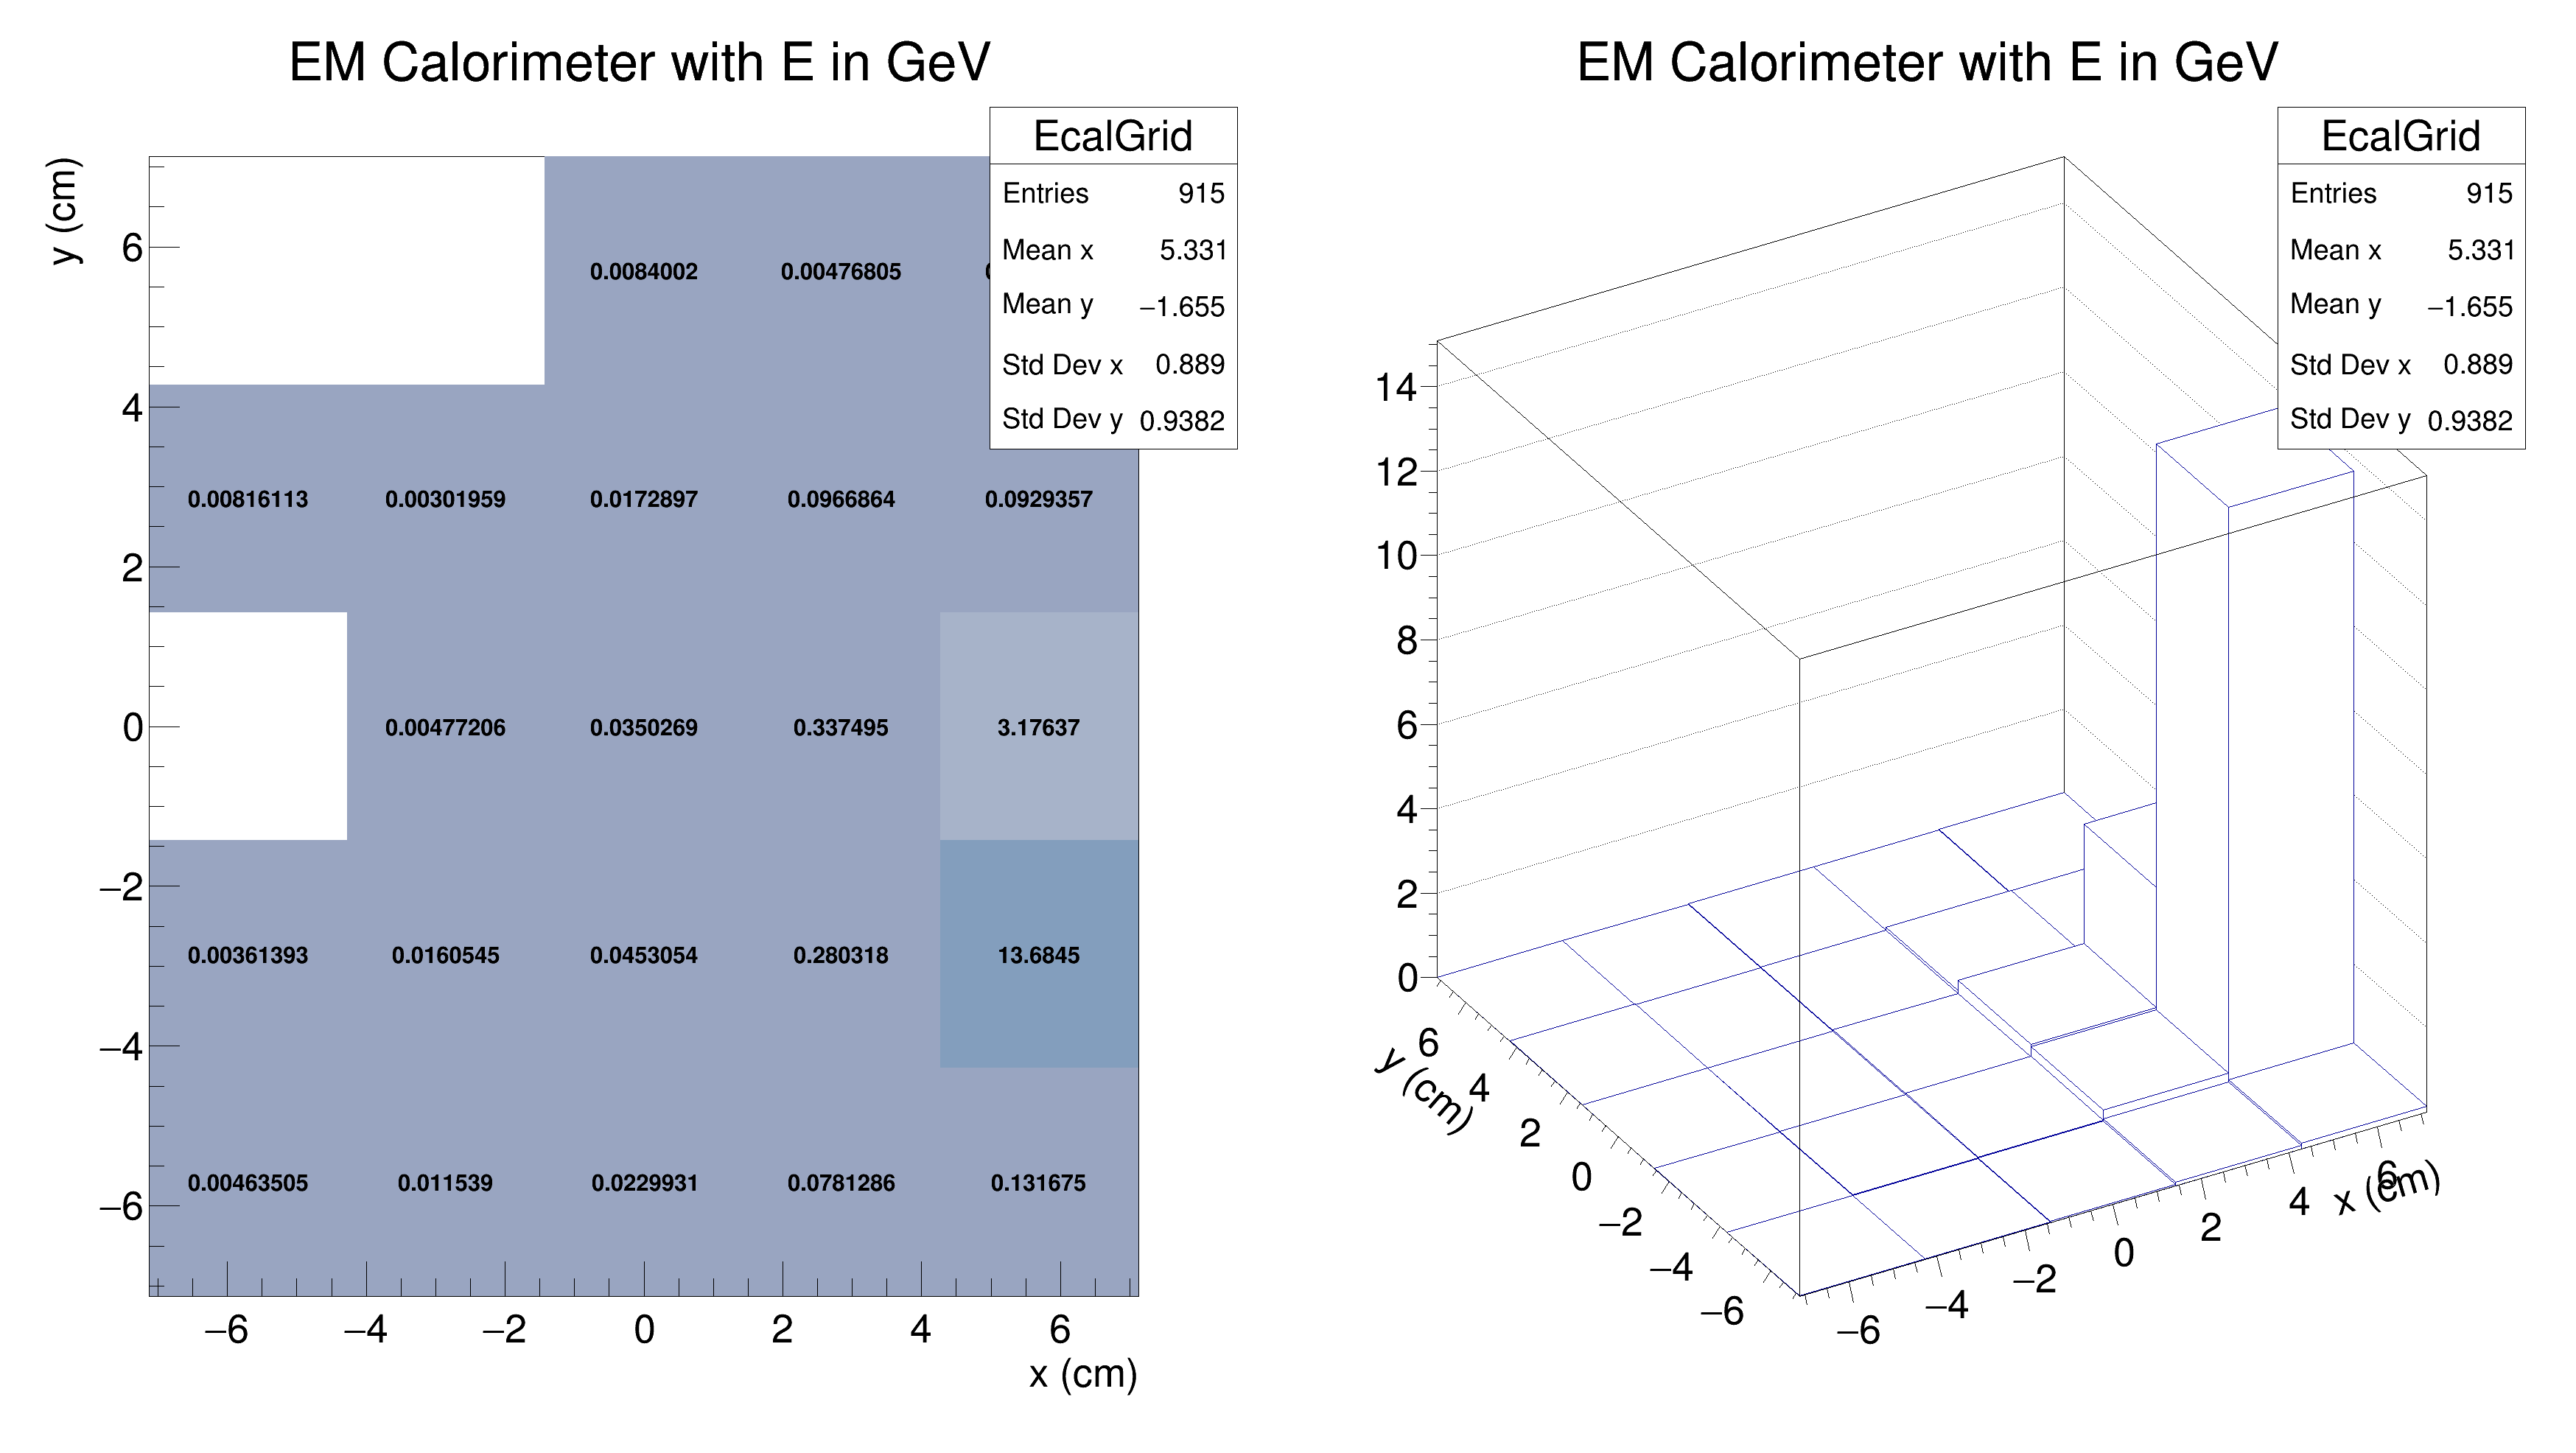 EM Calorimeter with E in GeV
EcalGrid
Entries 915
Mean x 5.331
Mean y −1.655
Std Dev x 0.889
Std Dev y 0.9382
y (cm)
6
4
2
0
−2
−4
−6
0.0084002 0.00476805
0.00816113 0.00301959 0.0172897 0.0966864 0.0929357
0.00477206 0.0350269 0.337495 3.17637
0.00361393 0.0160545 0.0453054 0.280318 13.6845
0.00463505 0.011539 0.0229931 0.0781286 0.131675
−6 −4 −2 0 2 4 6
x (cm)
EM Calorimeter with E in GeV
EcalGrid
Entries 915
Mean x 5.331
Mean y −1.655
Std Dev x 0.889
Std Dev y 0.9382
14
12
10
8
6
4
2
0
y (cm)
6
4
2
0
−2
−4
−6
−6 −4 −2 0 2 4 6
x (cm)